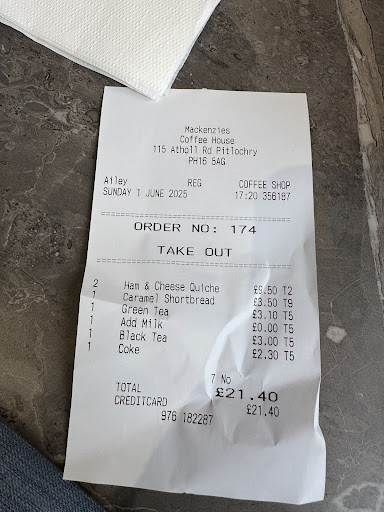 Mackenzies
Coffee House
115 Atholl Rd Pitlochry
PH16 5AG
Ailey REG COFFEE SHOP
SUNDAY 1 JUNE 2025 17:20 356187
ORDER NO: 174
TAKE OUT
2 Ham & Cheese Quiche £9.50 T2
1 Caramel Shortbread £3.50 T9
1 Green Tea £3.10 T5
1 Add Milk £0.00 T5
1 Black Tea £3.00 T5
1 Coke £2.30 T5
7 No
TOTAL £21.40
CREDITCARD £21.40
976 182287